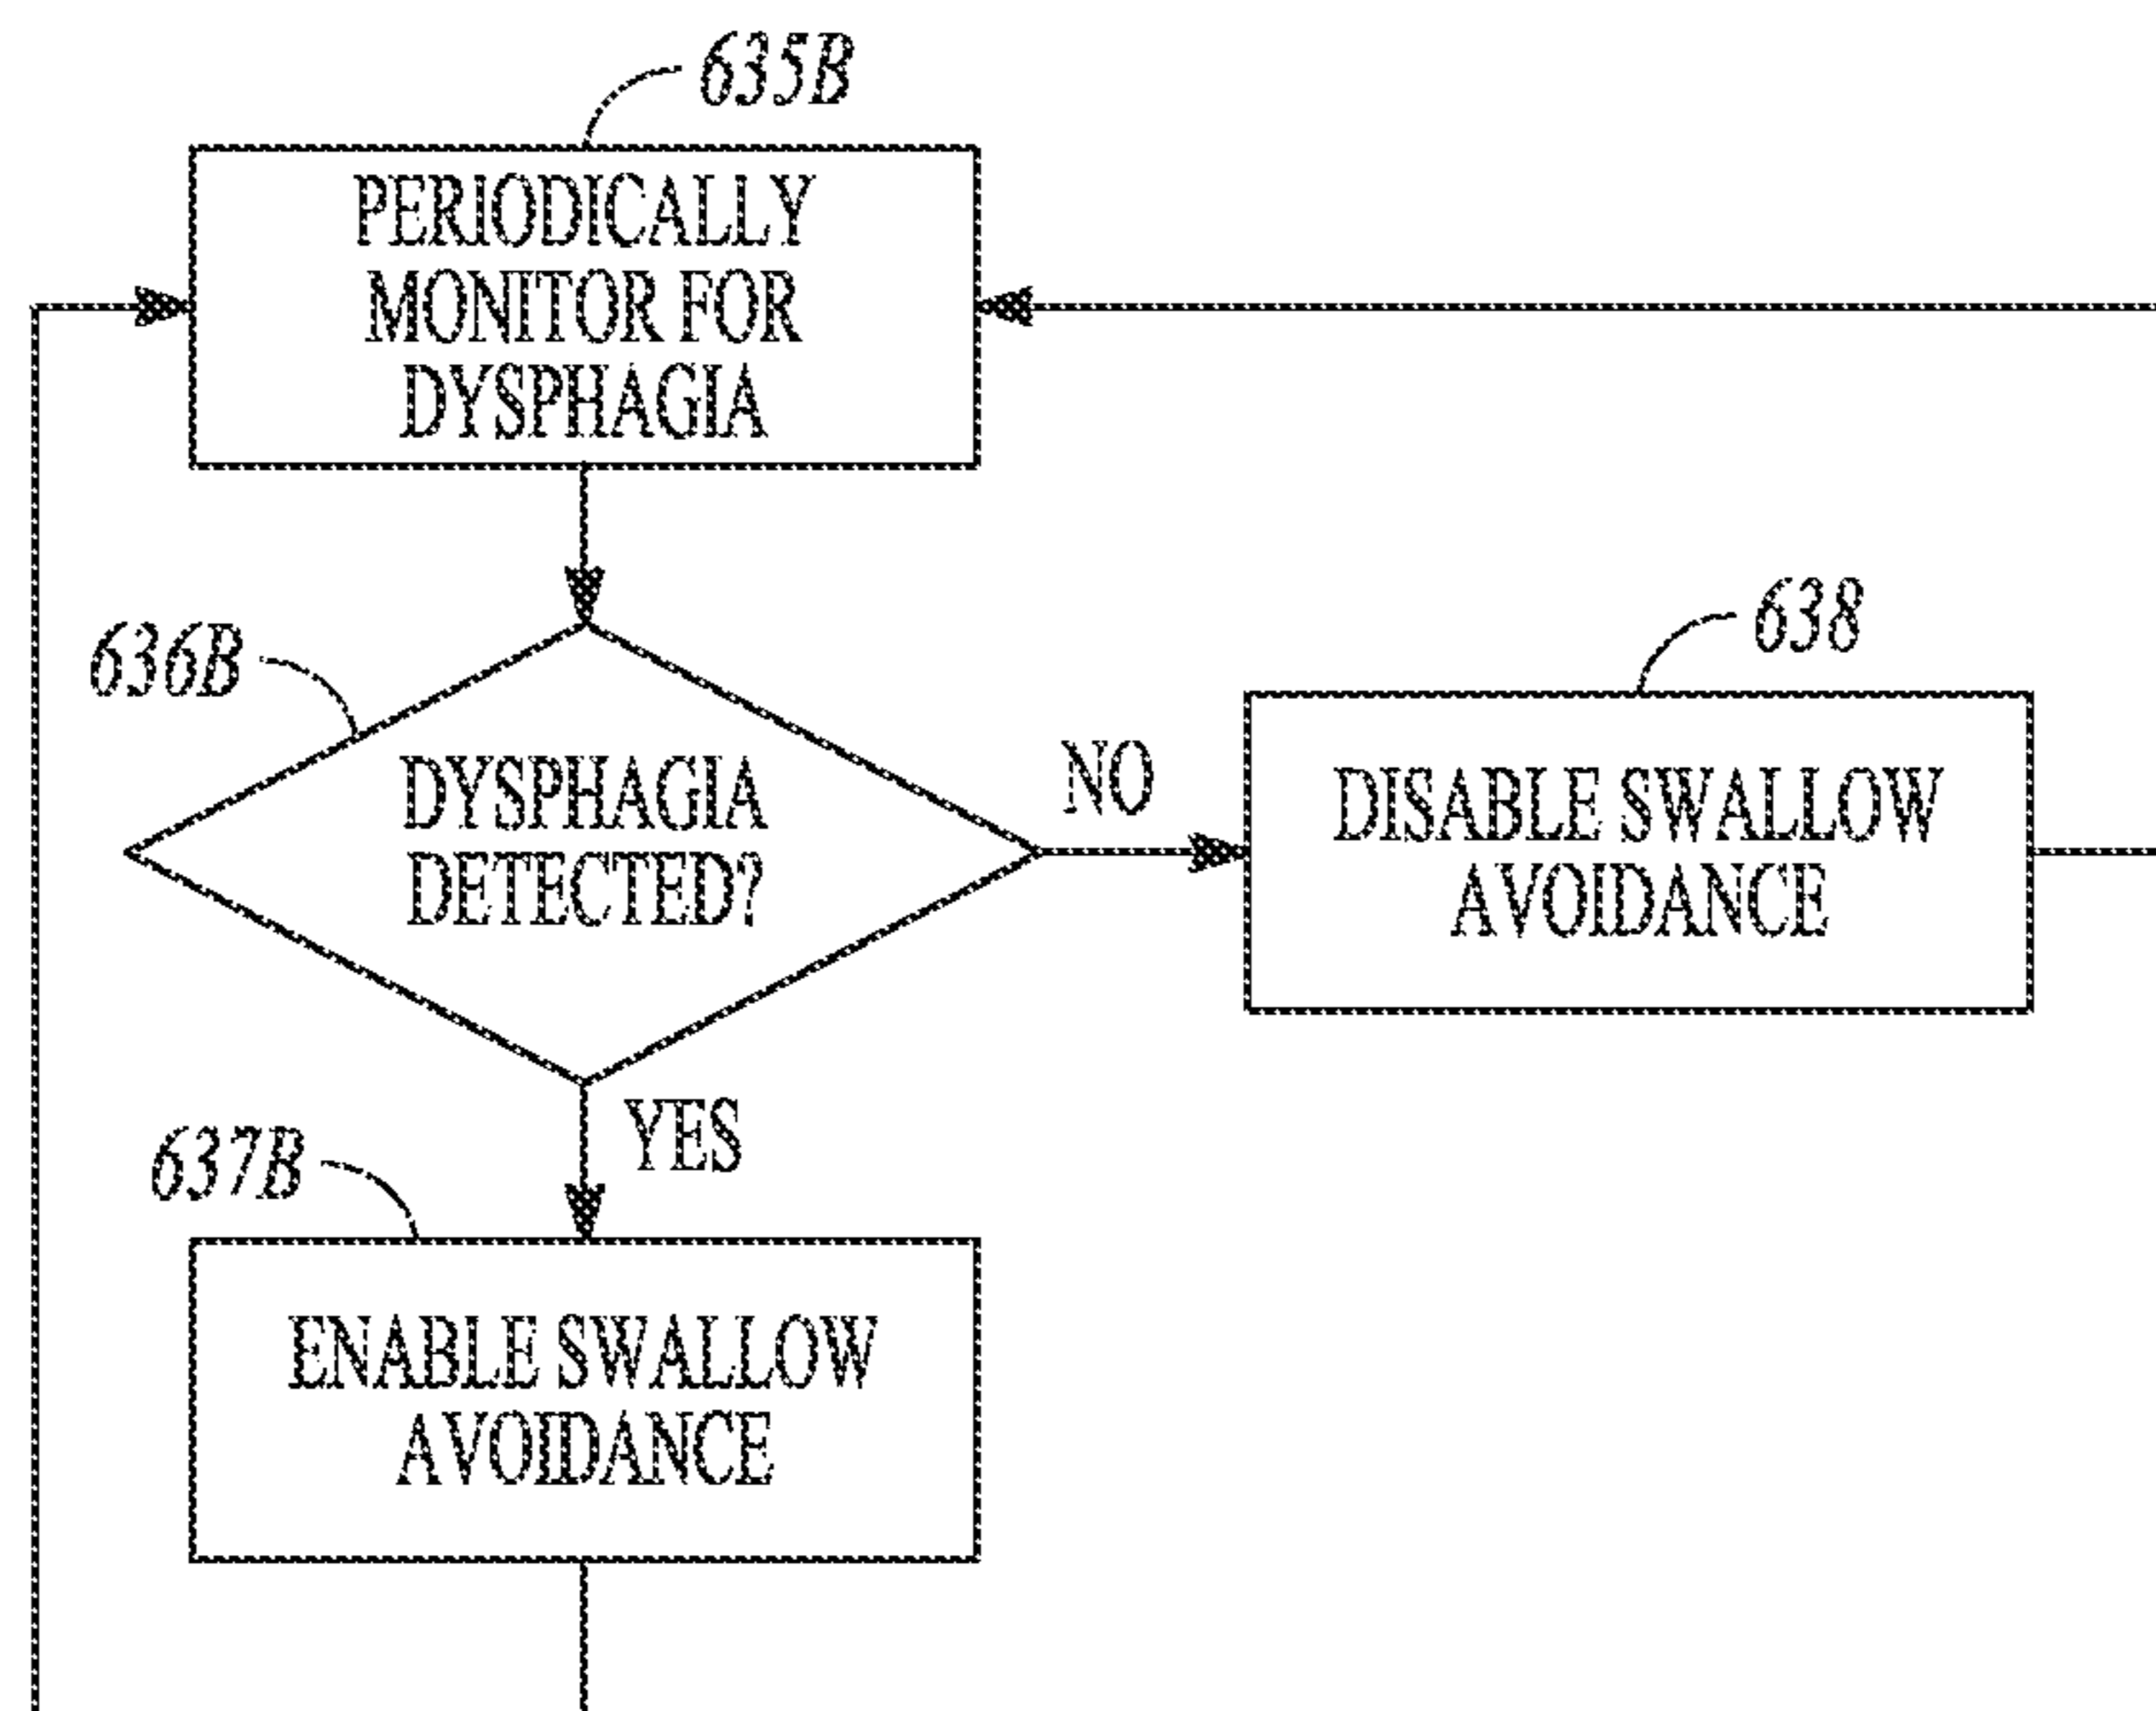 635B
PERIODICALLY
MONITOR FOR
DYSPHAGIA
636B
DYSPHAGIA
DETECTED?
NO
638
DISABLE SWALLOW
AVOIDANCE
YES
637B
ENABLE SWALLOW
AVOIDANCE